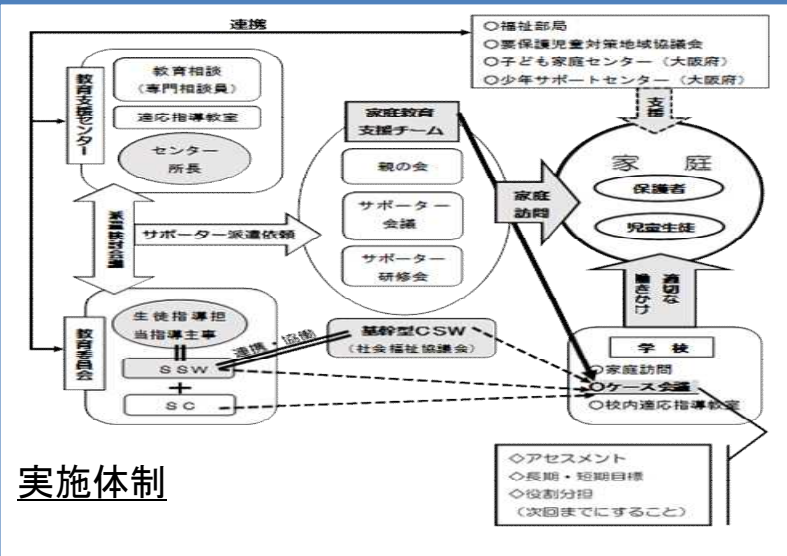 連携
○福祉部局
○要保護児童対策地域協議会
○子ども家庭センター（大阪府）
○少年サポートセンター（大阪府）
教育支援センター
教育相談
（専門相談員）
適応指導教室
センター
所長
家庭教育
支援チーム
親の会
サポーター
会議
サポーター
研修会
支援
家庭
保護者
児童生徒
家庭
訪問
派遣検討会議
サポーター派遣依頼
適切な
働きかけ
教育委員会
生徒指導担
当指導主事
SSW
＋
SC
連携・協働
基幹型CSW
（社会福祉協議会）
学校
○家庭訪問
○ケース会議
○校内適応指導教室
◇アセスメント
◇長期・短期目標
◇役割分担
（次回までにすること）
実施体制